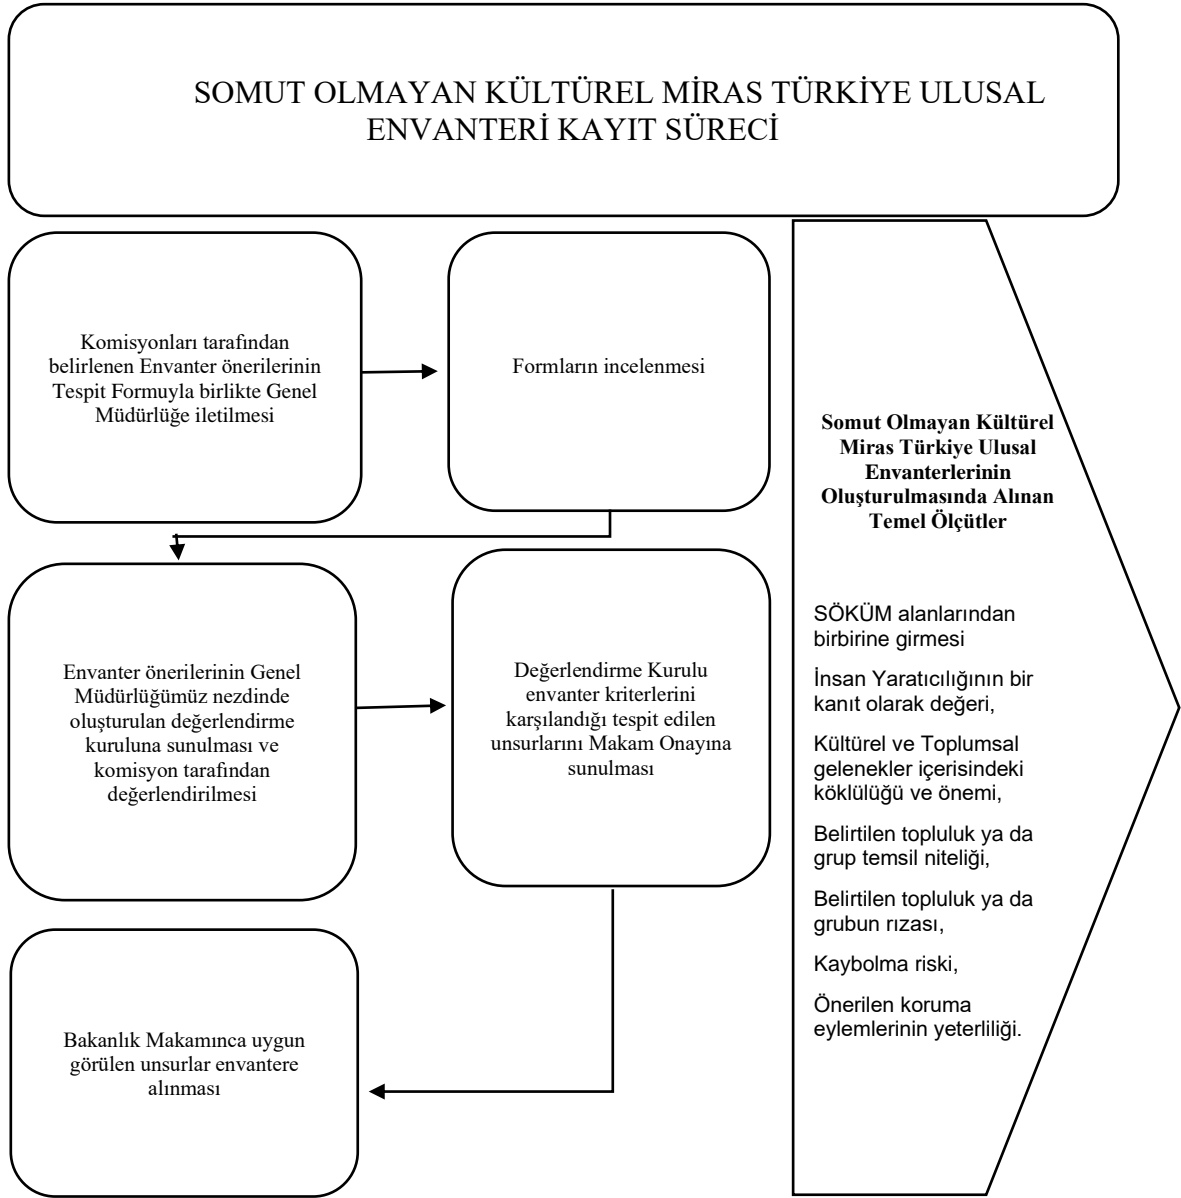 SOMUT OLMAYAN KÜLTÜREL MİRAS TÜRKİYE ULUSAL
ENVANTERİ KAYIT SÜRECİ
Komisyonları tarafından
belirlenen Envanter önerilerinin
Tespit Formuyla birlikte Genel
Müdürlüğe iletilmesi
Formların incelenmesi
Envanter önerilerinin Genel
Müdürlüğümüz nezdinde
oluşturulan değerlendirme
kuruluna sunulması ve
komisyon tarafından
değerlendirilmesi
Değerlendirme Kurulu
envanter kriterlerini
karşılandığı tespit edilen
unsurlarını Makam Onayına
sunulması
Bakanlık Makamınca uygun
görülen unsurlar envantere
alınması
Somut Olmayan Kültürel
Miras Türkiye Ulusal
Envanterlerinin
Oluşturulmasında Alınan
Temel Ölçütler
SÖKÜM alanlarından
birbirine girmesi
İnsan Yaratıcılığının bir
kanıt olarak değeri,
Kültürel ve Toplumsal
gelenekler içerisindeki
köklülüğü ve önemi,
Belirtilen topluluk ya da
grup temsil niteliği,
Belirtilen topluluk ya da
grubun rızası,
Kaybolma riski,
Önerilen koruma
eylemlerinin yeterliliği.